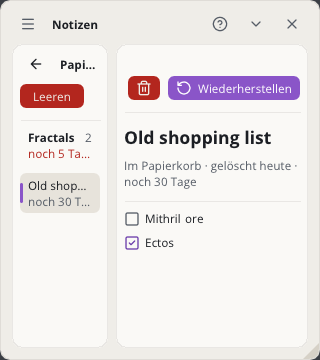 Notizen
Papi...
Leeren
Fractals 2
noch 5 Ta...
Old shop...
noch 30 T...
Wiederherstellen
Old shopping list
Im Papierkorb · gelöscht heute ·
noch 30 Tage
Mithril ore
Ectos